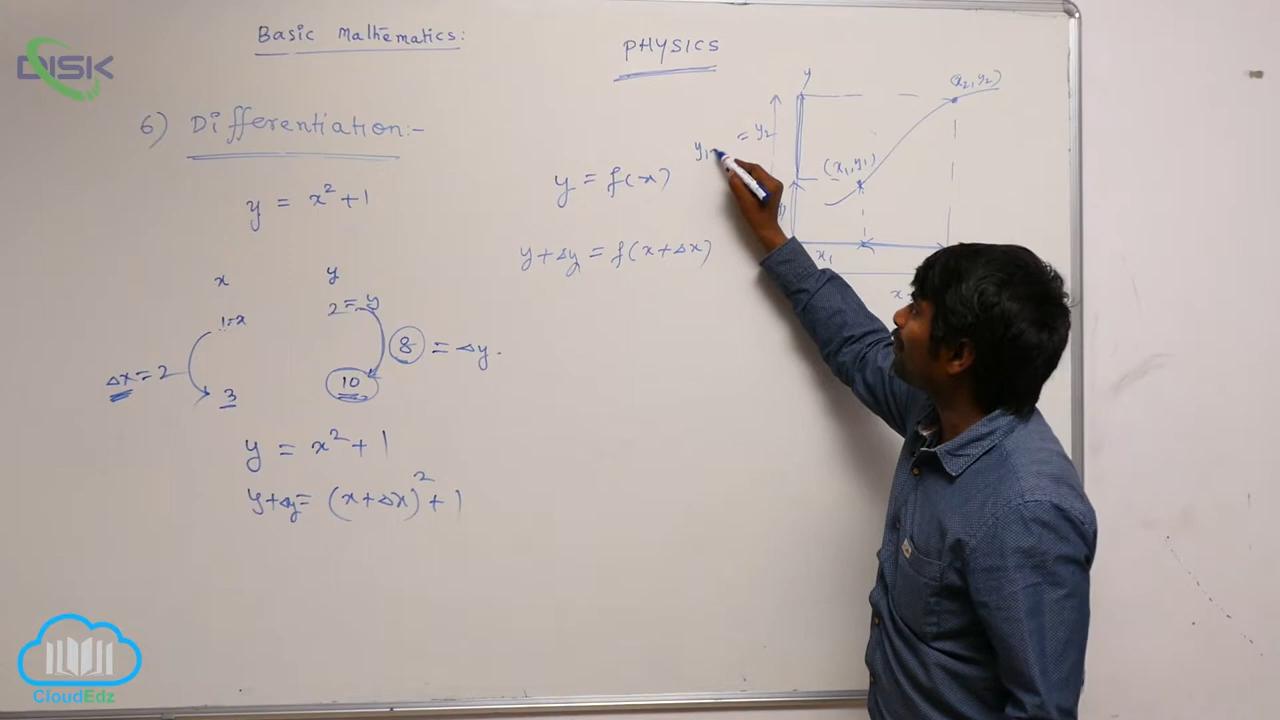 DISK
Basic Mathematics:
PHYSICS
6) Differentiation:-
y = x² + 1
x y
1=x 2=y
Δx=2
8 = Δy.
3 10
y = x² + 1
y+Δy= (x+Δx)² + 1
y = f(x)
y+Δy = f(x+Δx)
y
(x₂,y₂)
y₁
= y₂
(x₁,y₁)
x₁
x
CloudEdz